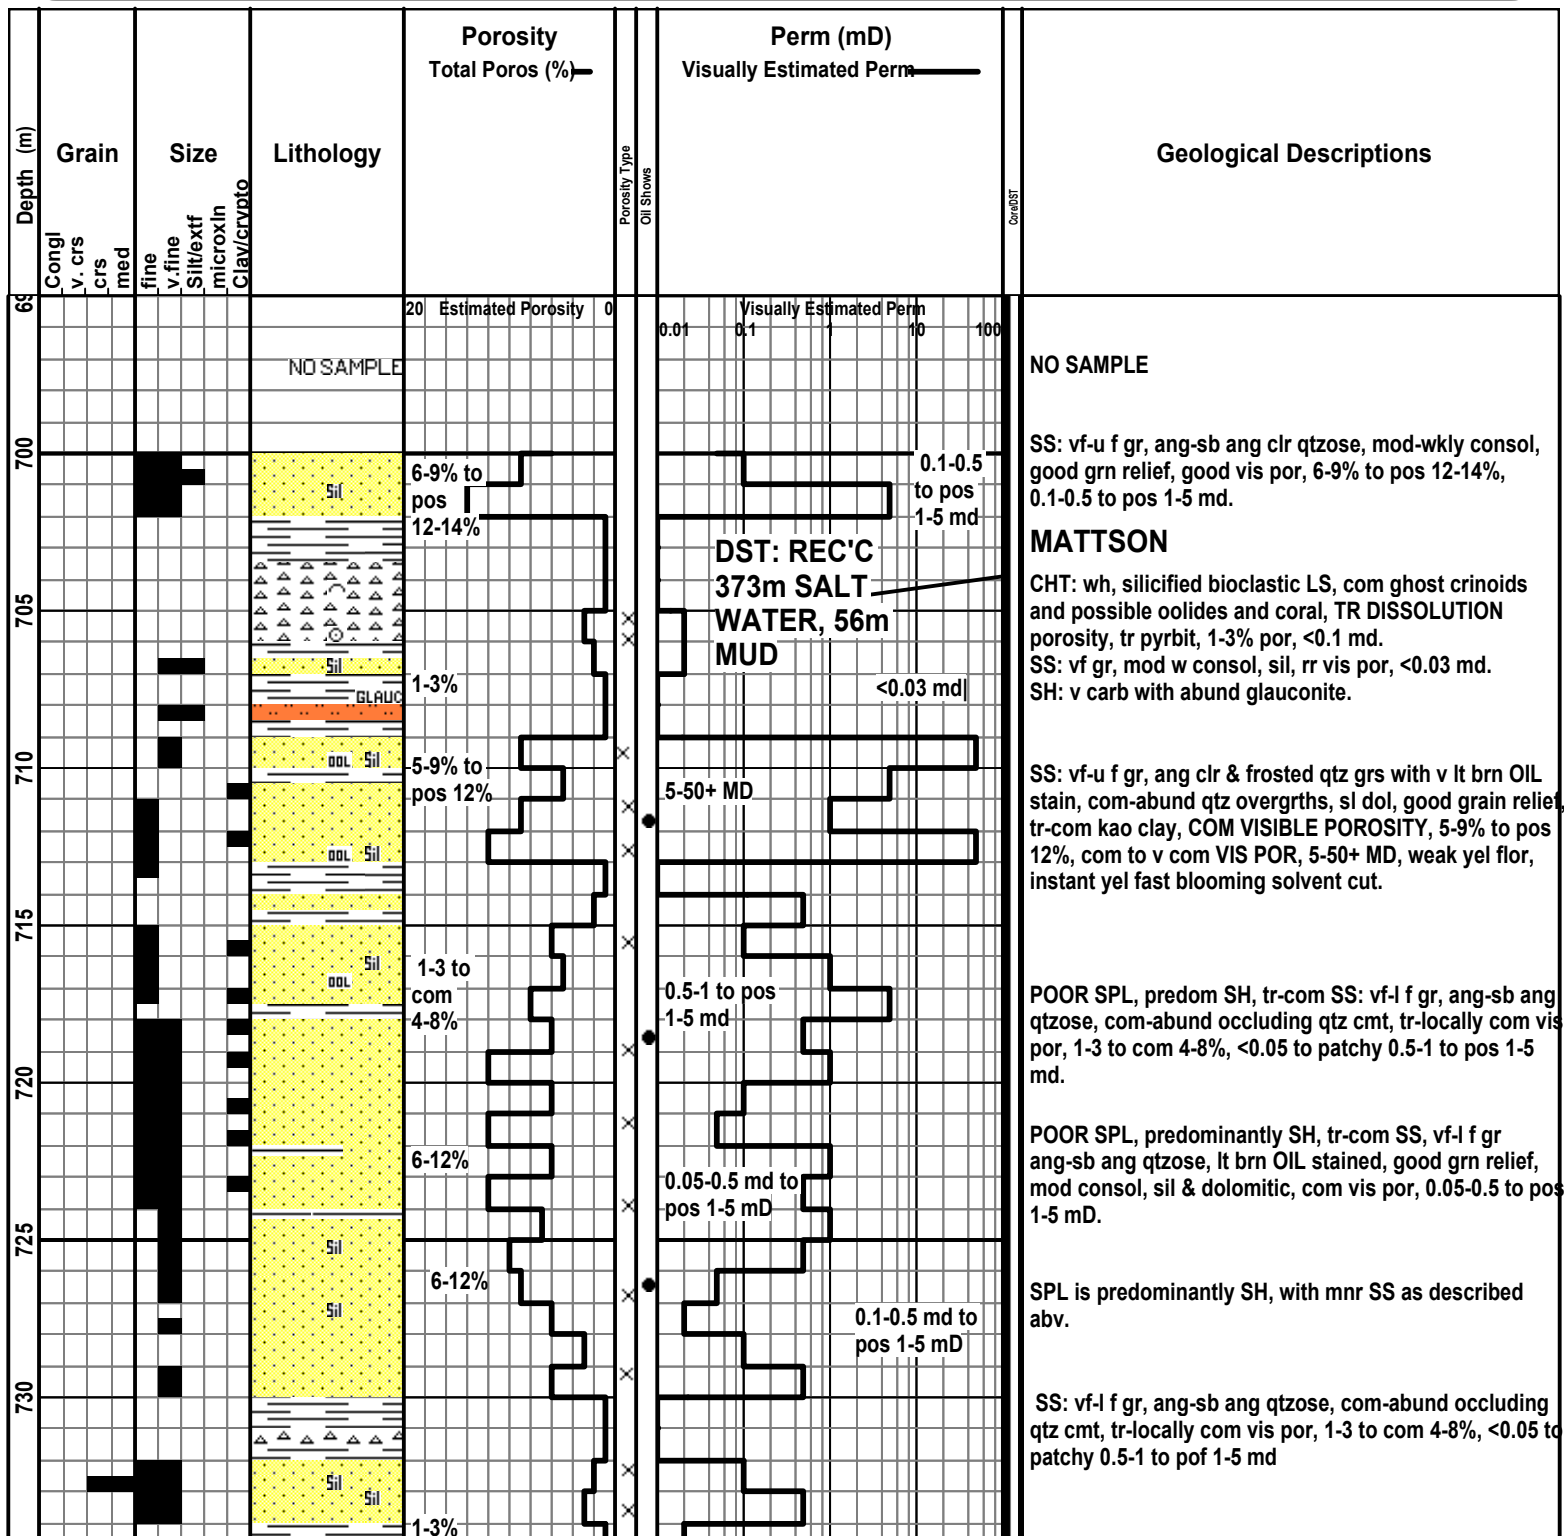 Porosity
Total Poros (%)
Perm (mD)
Visually Estimated Perm
Depth (m)
Grain
Size
Lithology
Porosity Type
Oil Shows
Core/DST
Geological Descriptions
Congl
v. crs
crs
med
fine
v.fine
Silt/extf
microxln
Clay/crypto
69
20 Estimated Porosity 0
Visually Estimated Perm
0.01 0.1 1 10 100
NO SAMPLE
NO SAMPLE
700
Sil
6-9% to
pos
12-14%
0.1-0.5
to pos
1-5 md
SS: vf-u f gr, ang-sb ang clr qtzose, mod-wkly consol,
good grn relief, good vis por, 6-9% to pos 12-14%,
0.1-0.5 to pos 1-5 md.
MATTSON
DST: REC'C
373m SALT
WATER, 56m
MUD
CHT: wh, silicified bioclastic LS, com ghost crinoids
and possible oolides and coral, TR DISSOLUTION
porosity, tr pyrbit, 1-3% por, <0.1 md.
SS: vf gr, mod w consol, sil, rr vis por, <0.03 md.
SH: v carb with abund glauconite.
705
Sil
1-3%
GLAUC
<0.03 md|
710
OOL Sil
5-9% to
pos 12%
5-50+ MD
OOL Sil
SS: vf-u f gr, ang clr & frosted qtz grs with v lt brn OIL
stain, com-abund qtz overgrths, sl dol, good grain relief,
tr-com kao clay, COM VISIBLE POROSITY, 5-9% to pos
12%, com to v com VIS POR, 5-50+ MD, weak yel flor,
instant yel fast blooming solvent cut.
715
Sil
OOL
1-3 to
com
4-8%
0.5-1 to pos
1-5 md
POOR SPL, predom SH, tr-com SS: vf-l f gr, ang-sb ang
qtzose, com-abund occluding qtz cmt, tr-locally com vis
por, 1-3 to com 4-8%, <0.05 to patchy 0.5-1 to pos 1-5
md.
720
6-12%
0.05-0.5 md to
pos 1-5 mD
POOR SPL, predominantly SH, tr-com SS, vf-l f gr
ang-sb ang qtzose, lt brn OIL stained, good grn relief,
mod consol, sil & dolomitic, com vis por, 0.05-0.5 to pos
1-5 mD.
725
Sil
6-12%
Sil
0.1-0.5 md to
pos 1-5 mD
SPL is predominantly SH, with mnr SS as described
abv.
730
SS: vf-l f gr, ang-sb ang qtzose, com-abund occluding
qtz cmt, tr-locally com vis por, 1-3 to com 4-8%, <0.05 to
patchy 0.5-1 to pof 1-5 md
Sil
Sil
1-3%